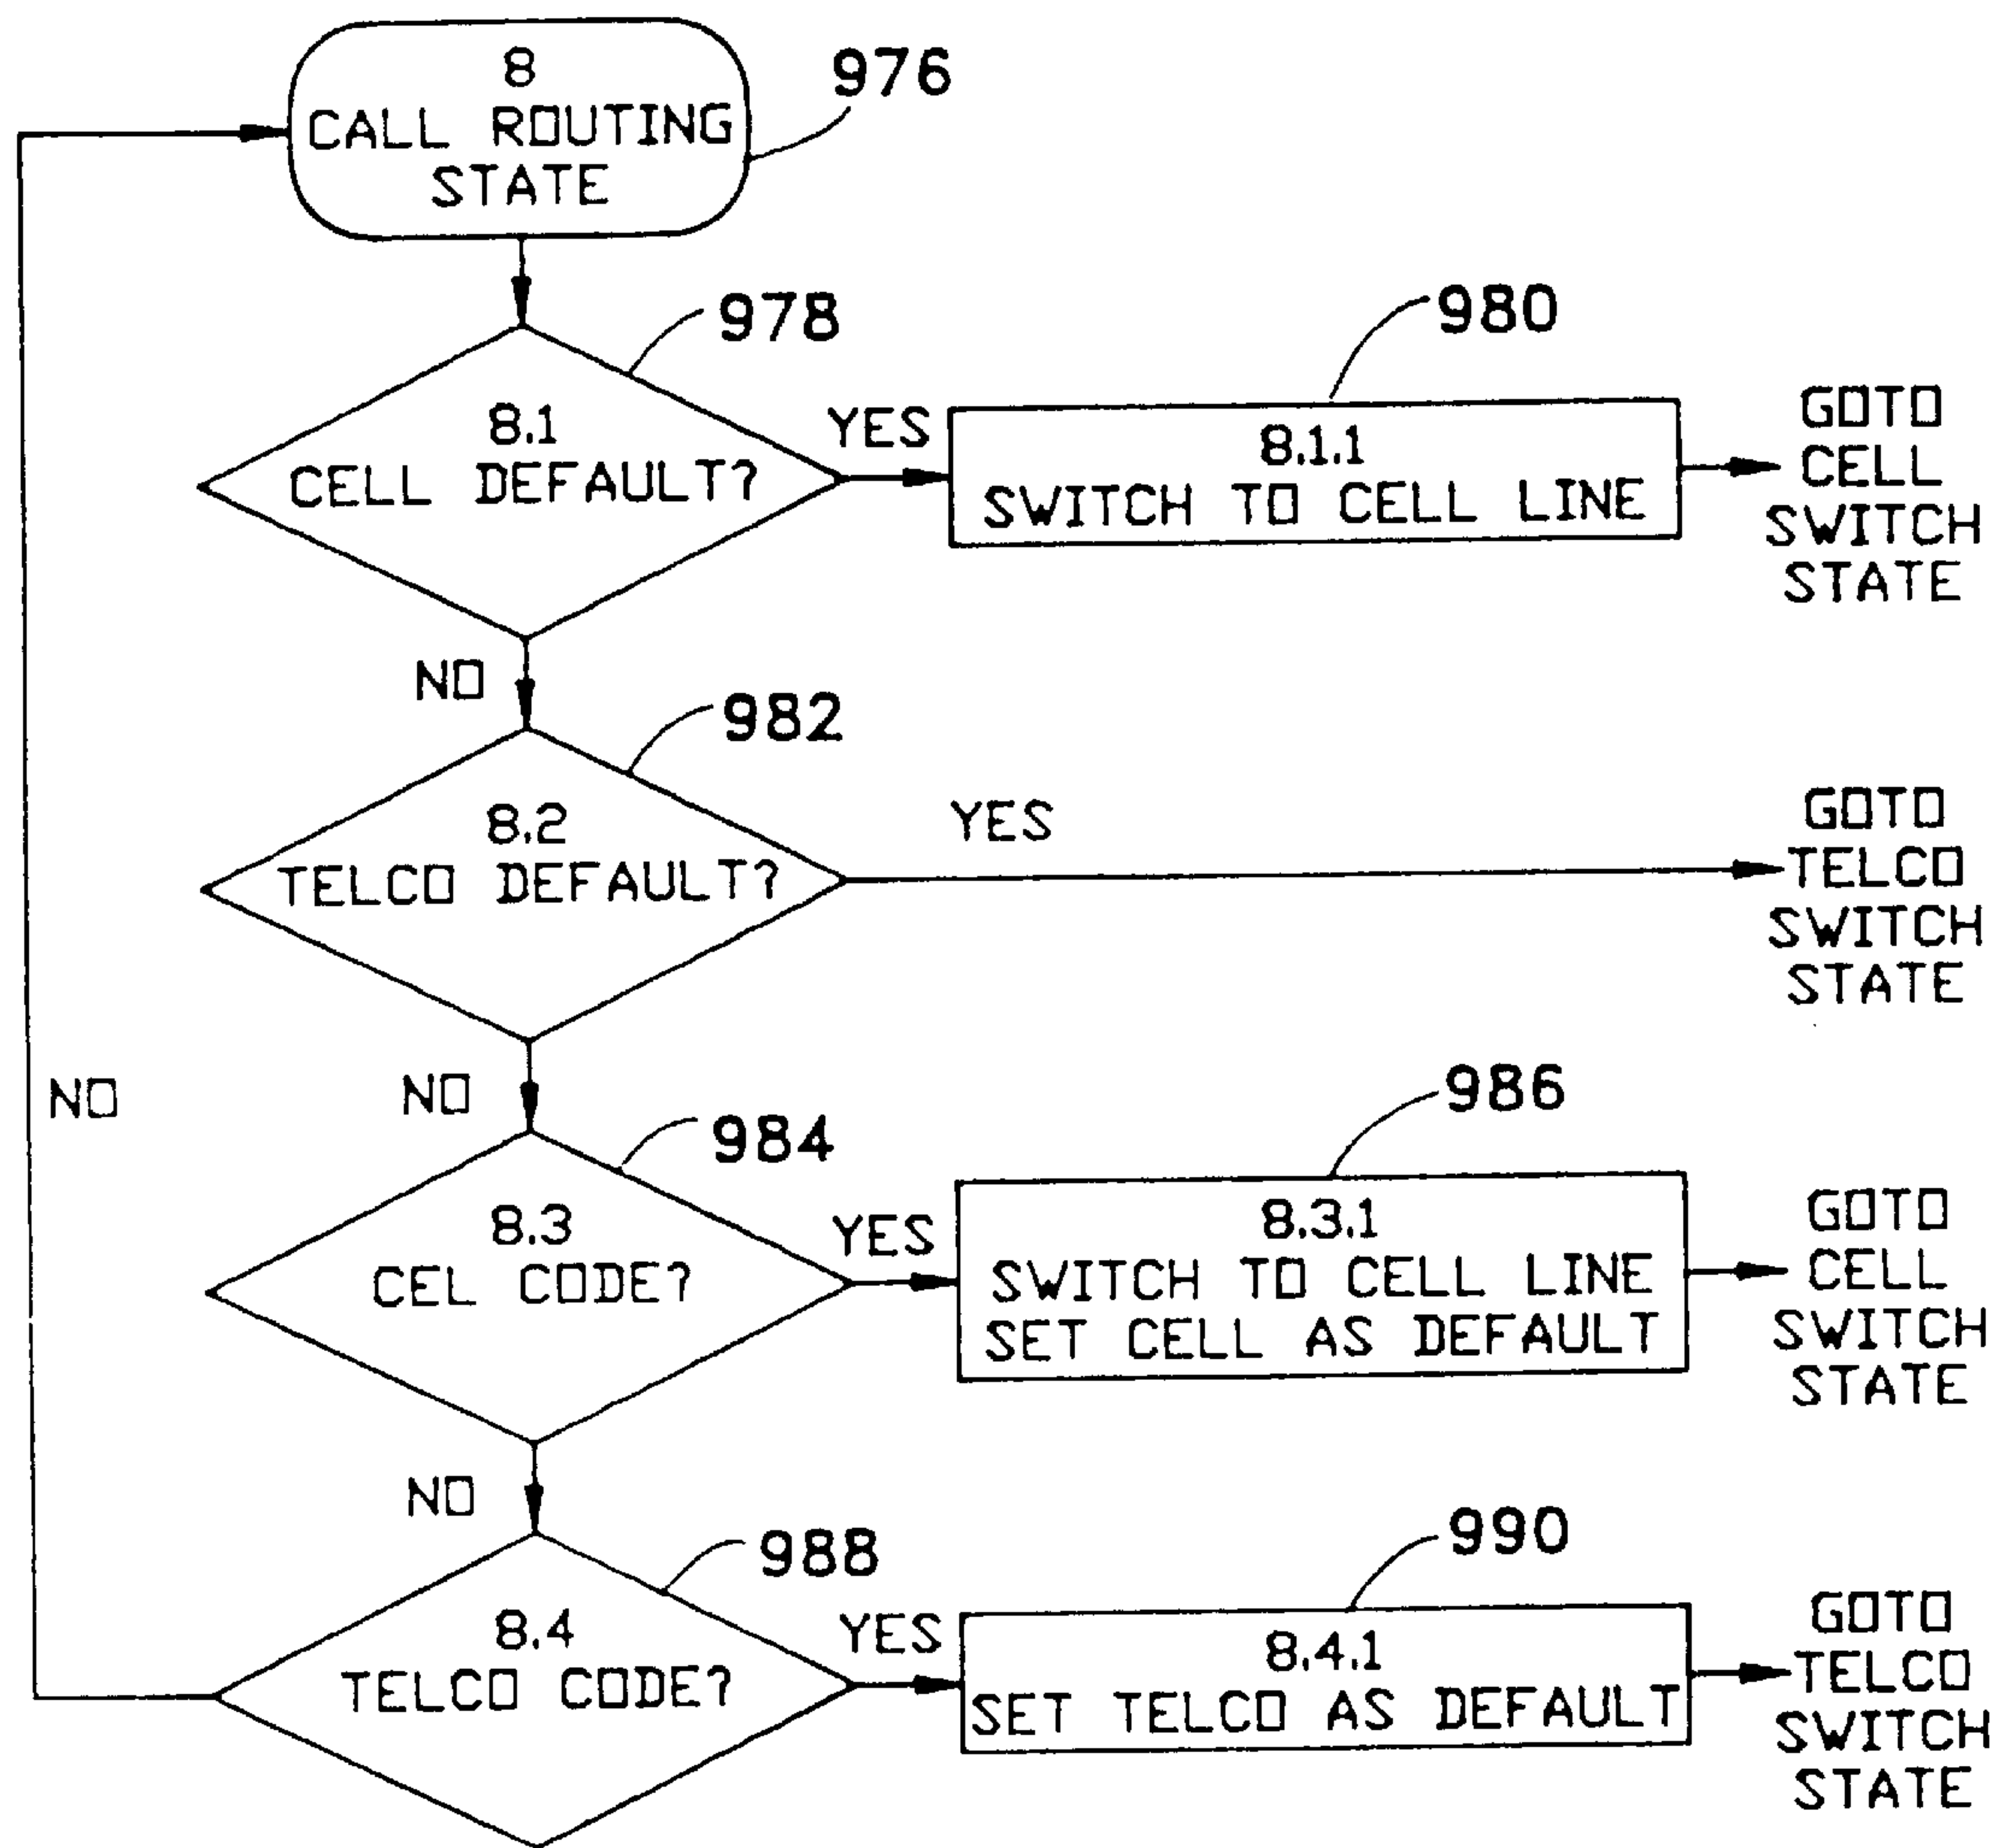 8
CALL ROUTING
STATE
976
978
8.1
CELL DEFAULT?
YES
980
8.1.1
SWITCH TO CELL LINE
GOTO
CELL
SWITCH
STATE
NO
982
8.2
TELCO DEFAULT?
YES
GOTO
TELCO
SWITCH
STATE
NO
NO
984
8.3
CEL CODE?
YES
986
8.3.1
SWITCH TO CELL LINE
SET CELL AS DEFAULT
GOTO
CELL
SWITCH
STATE
NO
988
8.4
TELCO CODE?
YES
990
8.4.1
SET TELCO AS DEFAULT
GOTO
TELCO
SWITCH
STATE